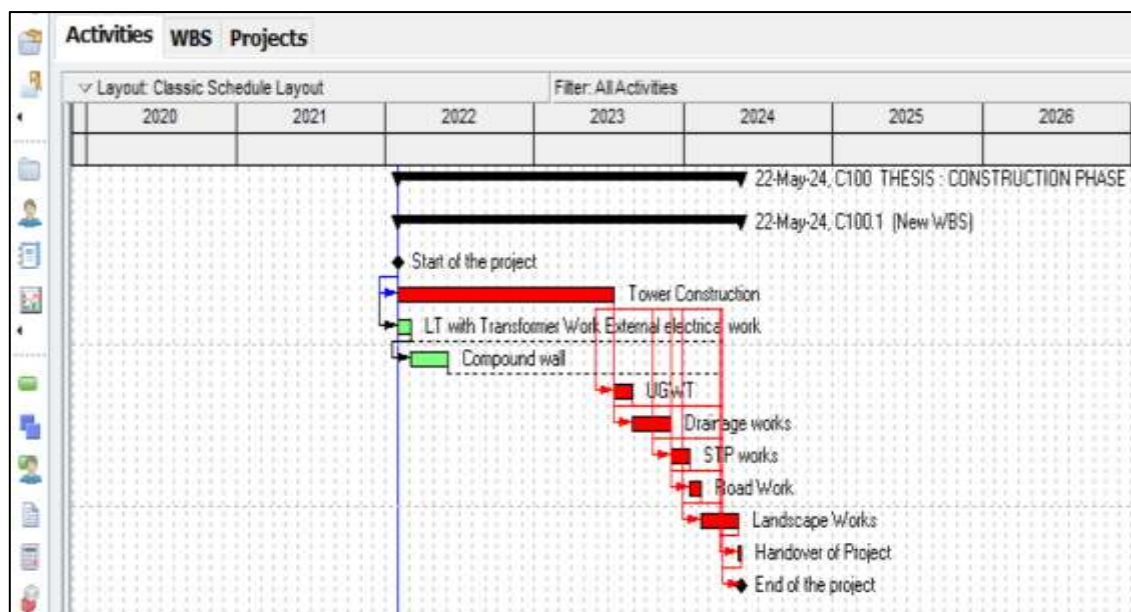 Activities WBS Projects
Layout: Classic Schedule Layout Filter: All Activities
2020 2021 2022 2023 2024 2025 2026
22-May-24, C100 THESIS : CONSTRUCTION PHASE
22-May-24, C100.1 (New WBS)
Start of the project
Tower Construction
LT with Transformer Work External electrical work
Compound wall
UGWT
Drainage works
STP works
Road Work
Landscape Works
Handover of Project
End of the project